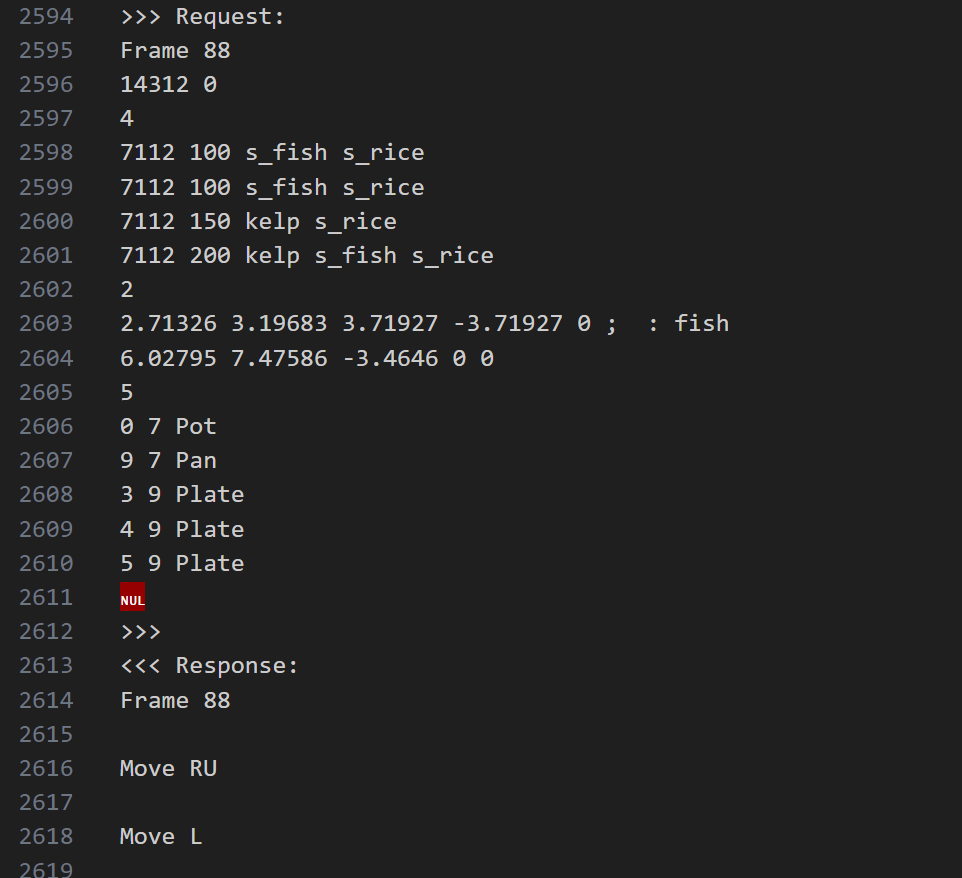 2594 >>> Request:
2595 Frame 88
2596 14312 0
2597 4
2598 7112 100 s_fish s_rice
2599 7112 100 s_fish s_rice
2600 7112 150 kelp s_rice
2601 7112 200 kelp s_fish s_rice
2602 2
2603 2.71326 3.19683 3.71927 -3.71927 0 ;  : fish
2604 6.02795 7.47586 -3.4646 0 0
2605 5
2606 0 7 Pot
2607 9 7 Pan
2608 3 9 Plate
2609 4 9 Plate
2610 5 9 Plate
2611 NUL
2612 >>>
2613 <<< Response:
2614 Frame 88
2615
2616 Move RU
2617
2618 Move L
2619